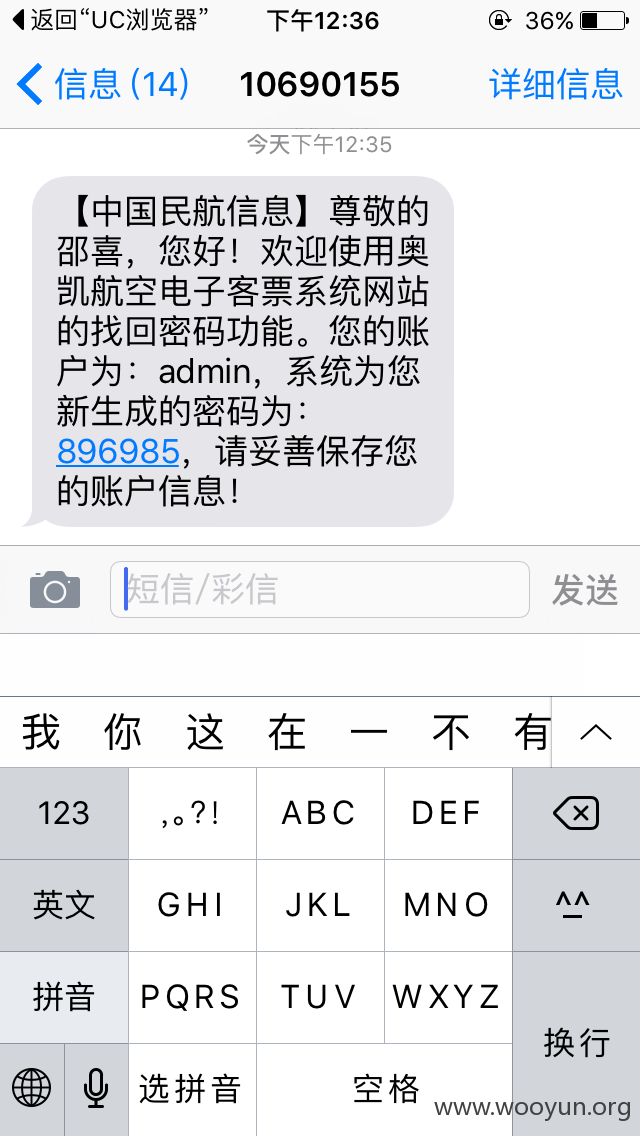 返回“UC浏览器” 下午12:36 36%
信息 (14) 10690155 详细信息
今天下午12:35
【中国民航信息】尊敬的
邵喜，您好！欢迎使用奥
凯航空电子客票系统网站
的找回密码功能。您的账
户为：admin，系统为您
新生成的密码为：
896985，请妥善保存您
的账户信息！
短信/彩信 发送
我 你 这 在 一 不 有
123 ,。?! ABC DEF
英文 GHI JKL MNO ^^
拼音 PQRS TUV WXYZ
换行
选拼音 空格
www.wooyun.org